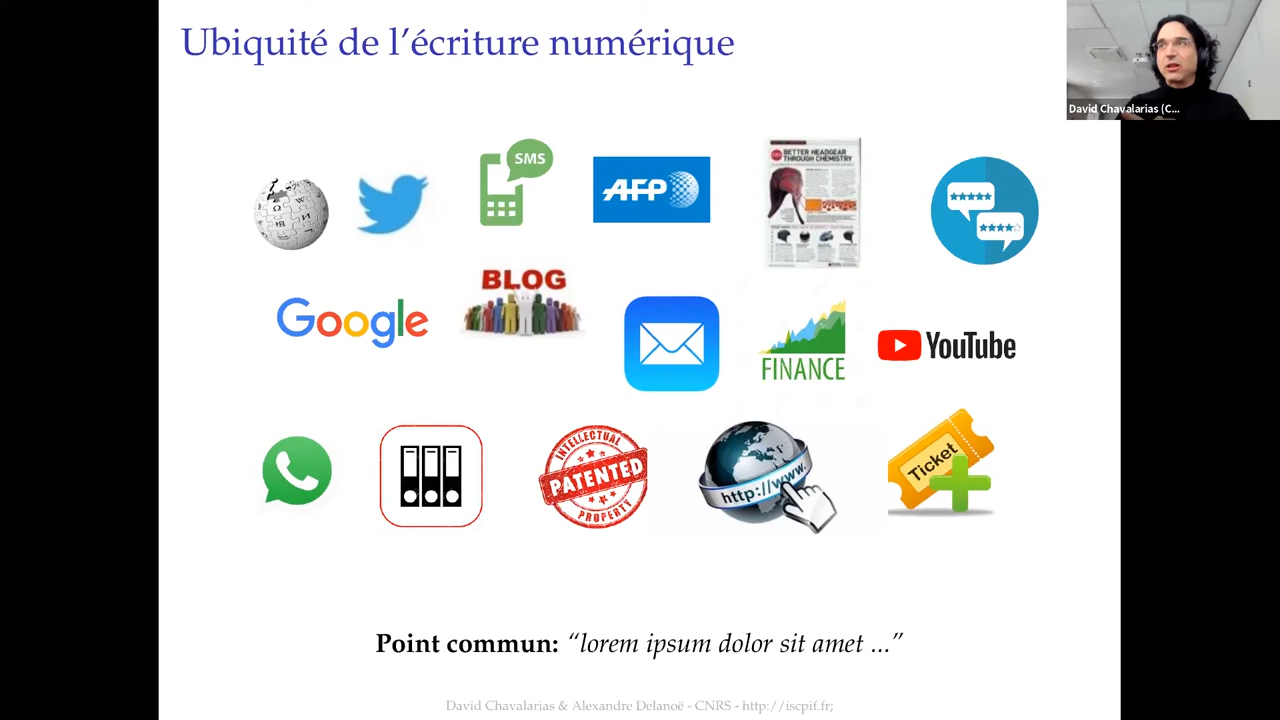 Ubiquité de l’écriture numérique
David Chavalarias (C...
SMS
AFP
BETTER HEADGEAR
THROUGH CHEMISTRY
BLOG
Google
FINANCE
YouTube
INTELLECTUAL
PATENTED
PROPERTY
http://www.
Ticket
Point commun: “lorem ipsum dolor sit amet ...”
David Chavalarias & Alexandre Delanoë - CNRS - http://iscpif.fr;